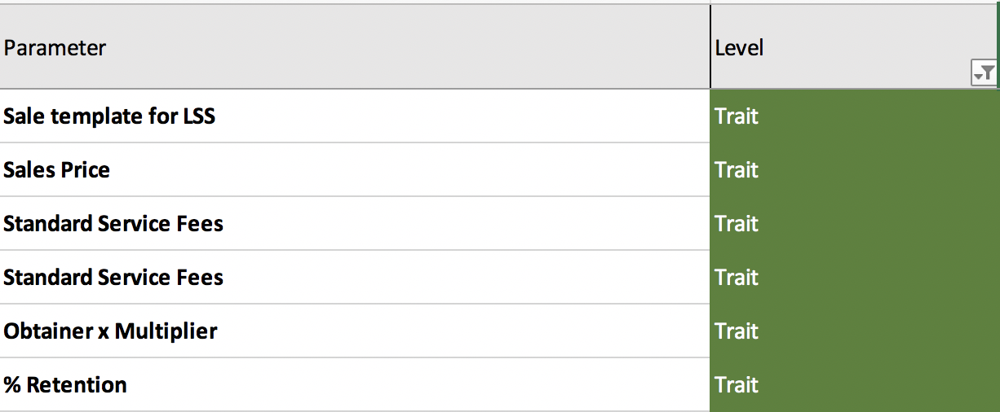 Parameter Level
Sale template for LSS Trait
Sales Price Trait
Standard Service Fees Trait
Standard Service Fees Trait
Obtainer x Multiplier Trait
% Retention Trait